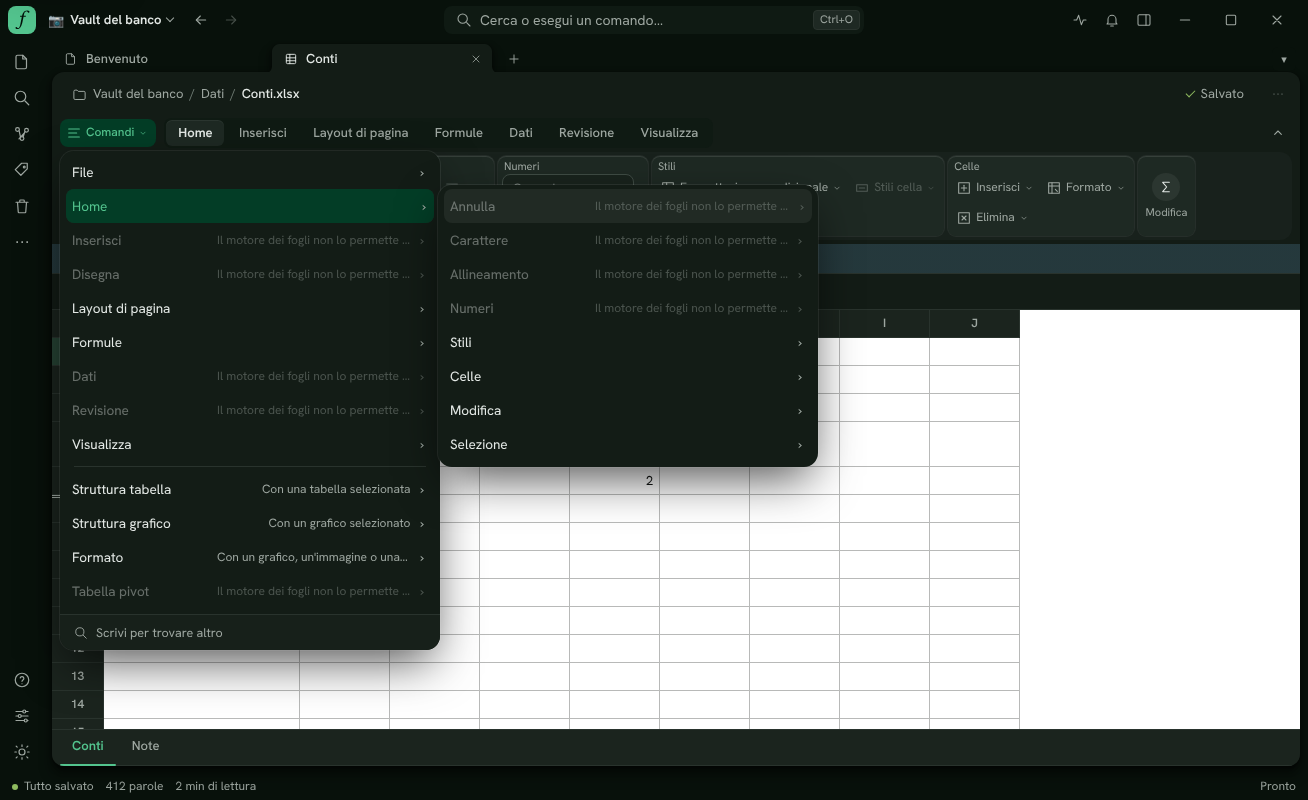 Vault del banco
Cerca o esegui un comando...
Ctrl+O
Benvenuto
Conti
Vault del banco / Dati / Conti.xlsx
Salvato
Comandi
Home
Inserisci
Layout di pagina
Formule
Dati
Revisione
Visualizza
Numeri
Stili
Stili cella
Celle
Inserisci
Formato
Elimina
Σ
Modifica
File
Home
Inserisci Il motore dei fogli non lo permette ...
Disegna Il motore dei fogli non lo permette ...
Layout di pagina
Formule
Dati Il motore dei fogli non lo permette ...
Revisione Il motore dei fogli non lo permette ...
Visualizza
Struttura tabella Con una tabella selezionata
Struttura grafico Con un grafico selezionato
Formato Con un grafico, un'immagine o una...
Tabella pivot Il motore dei fogli non lo permette ...
Scrivi per trovare altro
Annulla Il motore dei fogli non lo permette ...
Carattere Il motore dei fogli non lo permette ...
Allineamento Il motore dei fogli non lo permette ...
Numeri Il motore dei fogli non lo permette ...
Stili
Celle
Modifica
Selezione
I J
2
13
14
Conti
Note
Tutto salvato
412 parole
2 min di lettura
Pronto